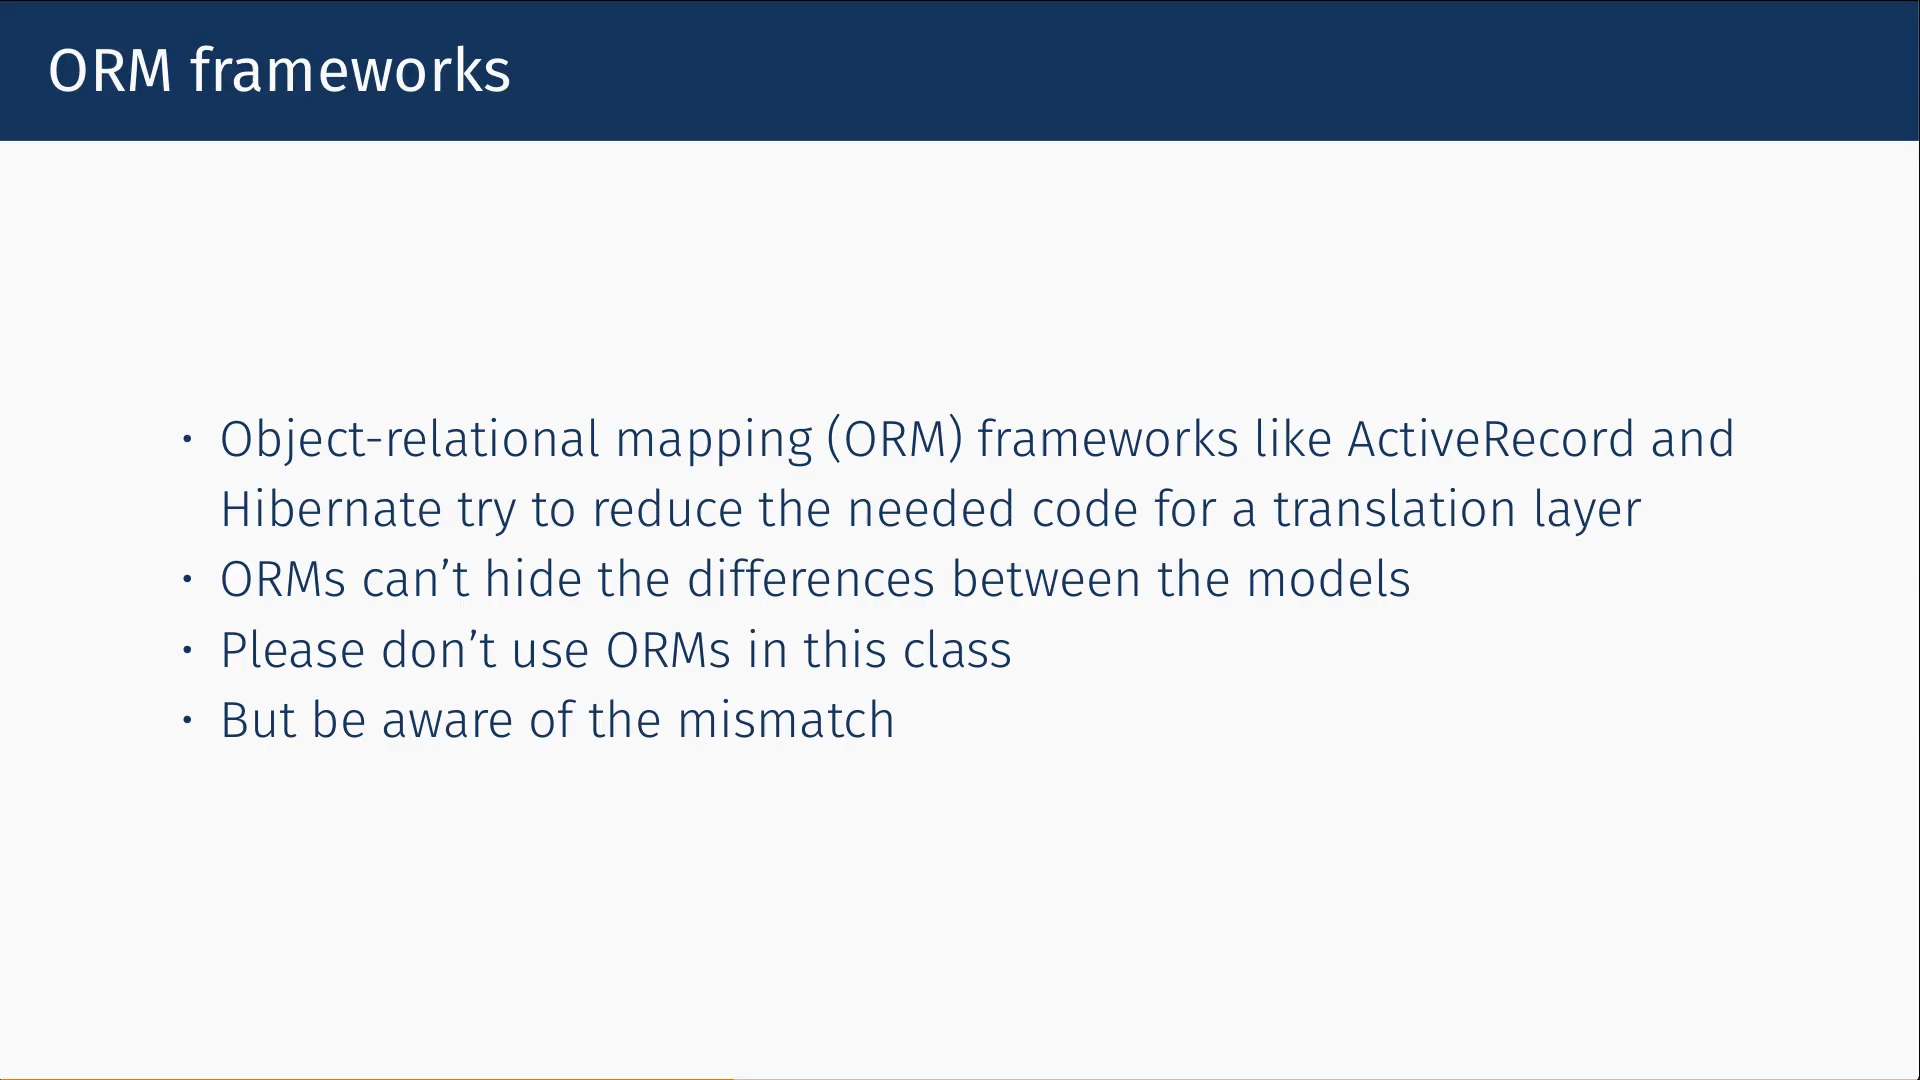 ORM frameworks
• Object-relational mapping (ORM) frameworks like ActiveRecord and
Hibernate try to reduce the needed code for a translation layer
• ORMs can’t hide the differences between the models
• Please don’t use ORMs in this class
• But be aware of the mismatch